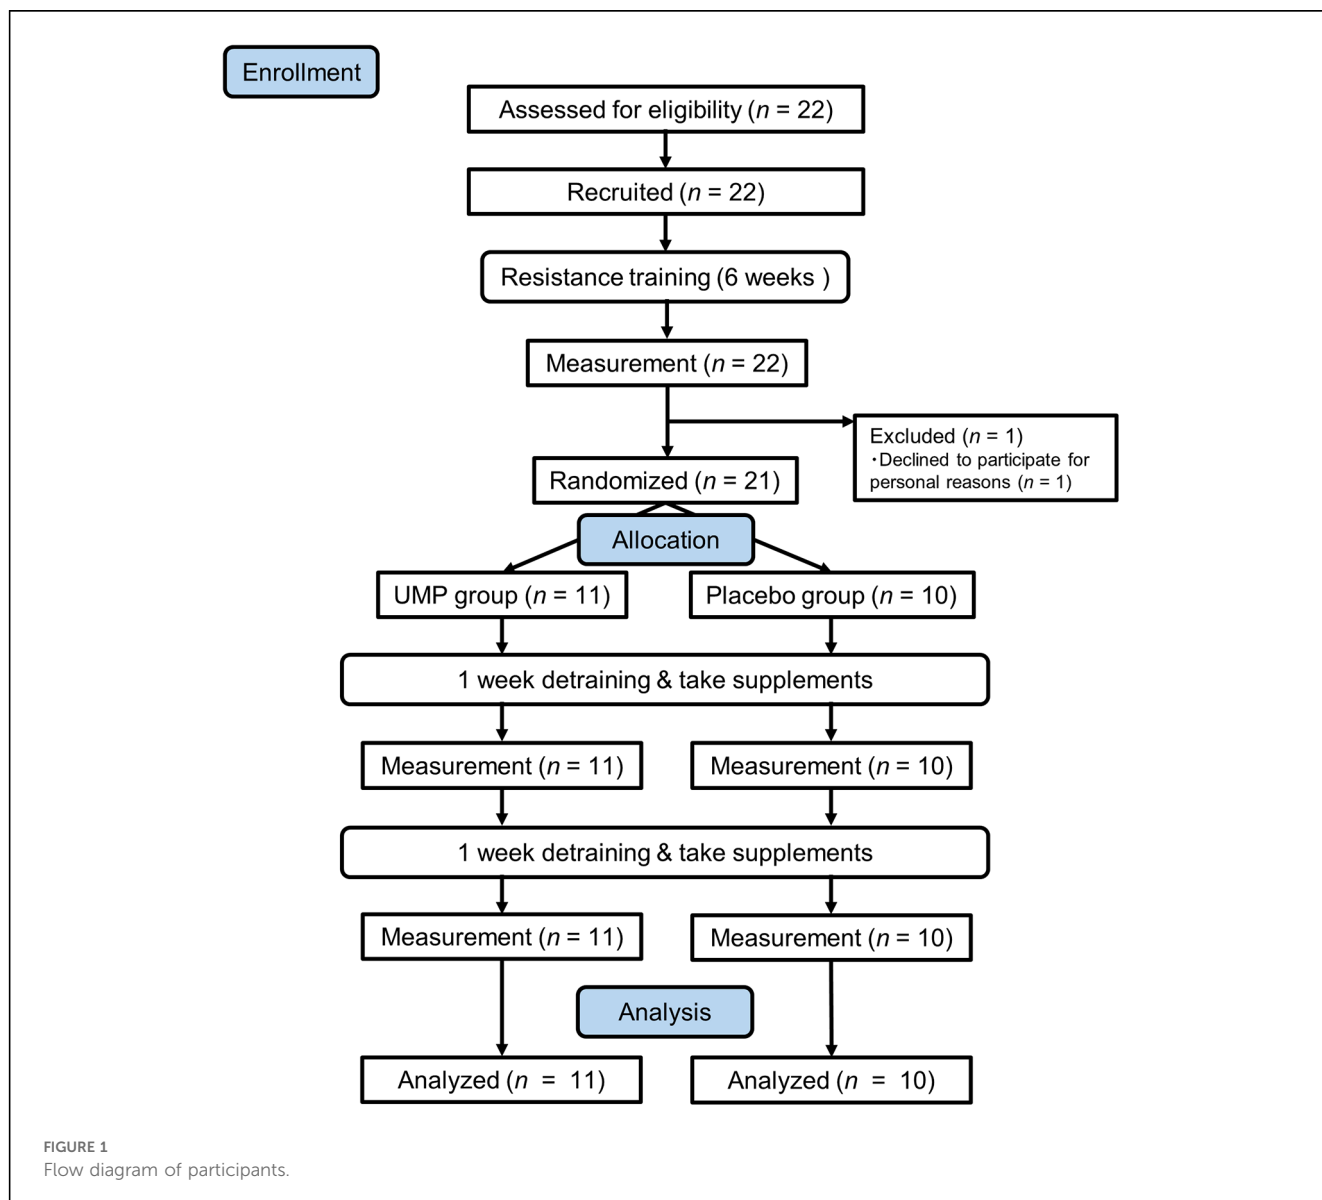 Enrollment
Assessed for eligibility (n = 22)
Recruited (n = 22)
Resistance training (6 weeks )
Measurement (n = 22)
Excluded (n = 1)
・Declined to participate for
personal reasons (n = 1)
Randomized (n = 21)
Allocation
UMP group (n = 11)
Placebo group (n = 10)
1 week detraining & take supplements
Measurement (n = 11)
Measurement (n = 10)
1 week detraining & take supplements
Measurement (n = 11)
Measurement (n = 10)
Analysis
Analyzed (n = 11)
Analyzed (n = 10)
FIGURE 1
Flow diagram of participants.